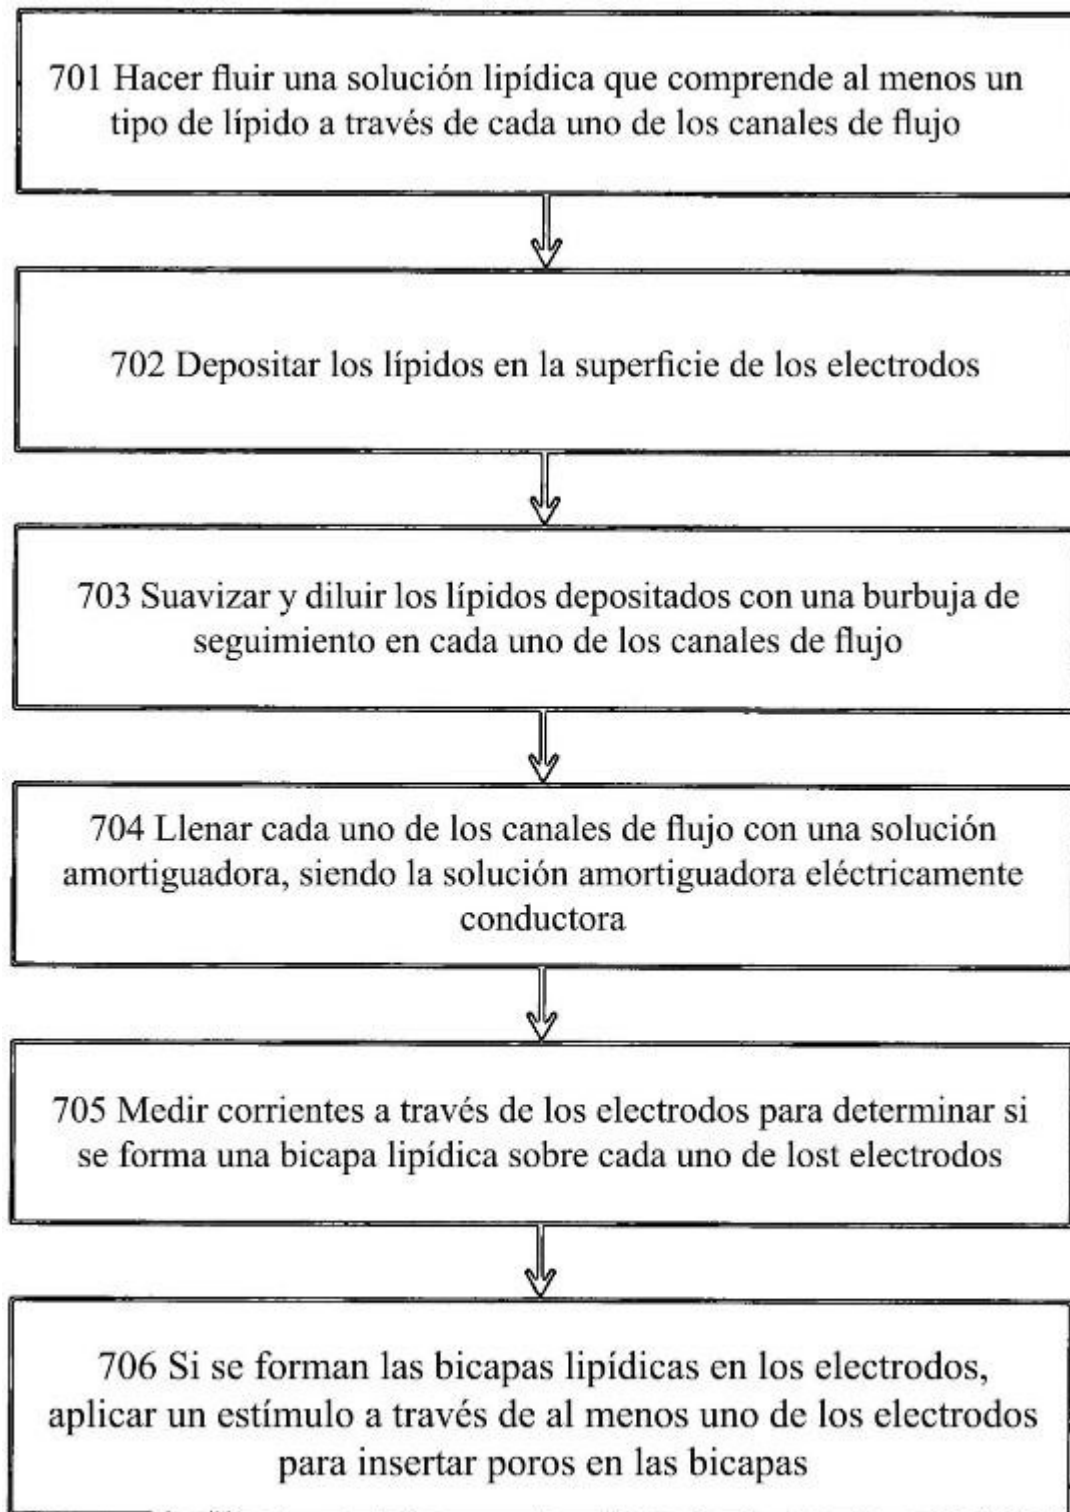 701 Hacer fluir una solución lipídica que comprende al menos un
tipo de lípido a través de cada uno de los canales de flujo
702 Depositar los lípidos en la superficie de los electrodos
703 Suavizar y diluir los lípidos depositados con una burbuja de
seguimiento en cada uno de los canales de flujo
704 Llenar cada uno de los canales de flujo con una solución
amortiguadora, siendo la solución amortiguadora eléctricamente
conductora
705 Medir corrientes a través de los electrodos para determinar si
se forma una bicapa lipídica sobre cada uno de lost electrodos
706 Si se forman las bicapas lipídicas en los electrodos,
aplicar un estímulo a través de al menos uno de los electrodos
para insertar poros en las bicapas